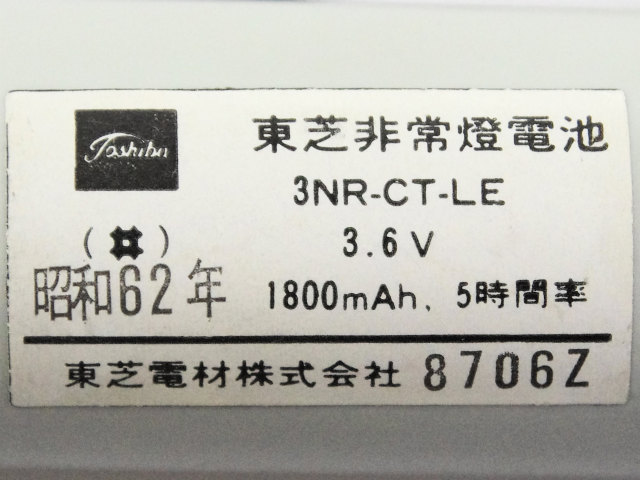 Toshiba
東芝非常燈電池
3NR-CT-LE
3.6V
昭和62年
1800mAh. 5時間率
東芝電材株式会社 8706Z